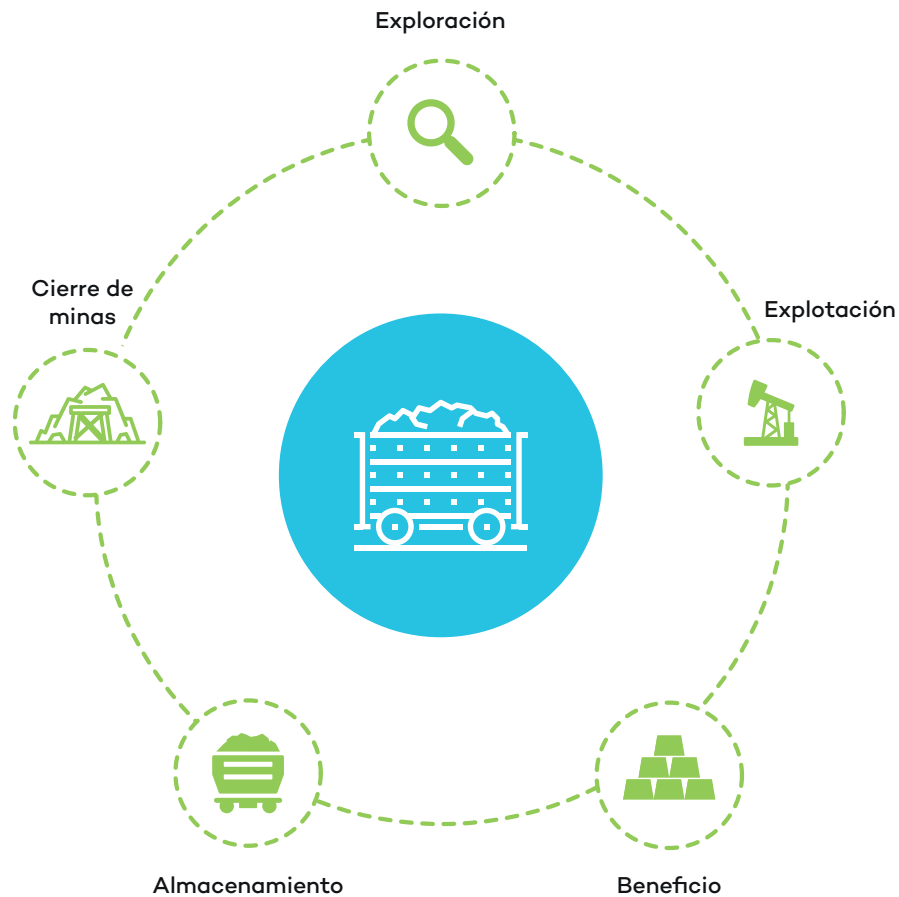 Exploración
Cierre de
minas
Explotación
Almacenamiento
Beneficio